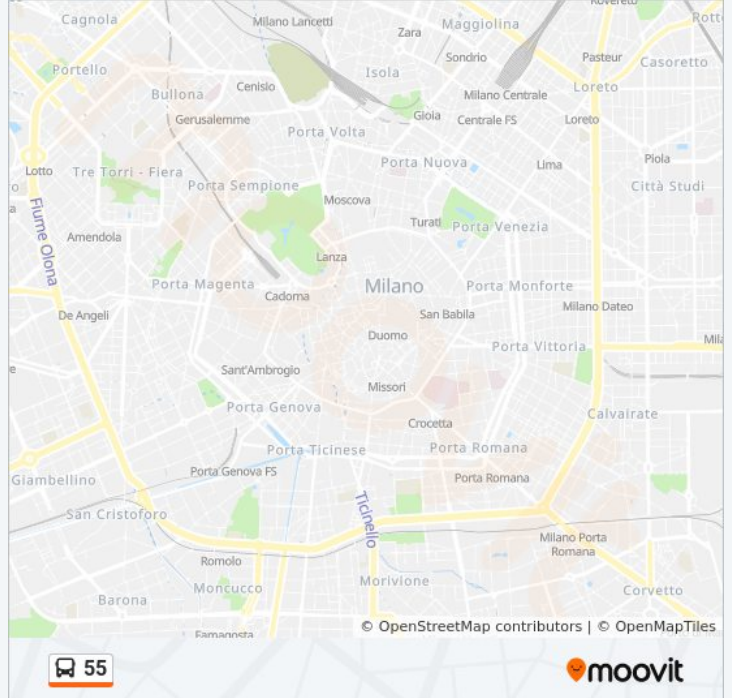 Rovereto
Cagnola
Milano Lancetti
Maggiolina
Zara
Sondrio
Pasteur
Casoretto
Portello
Isola
Cenisio
Bullona
Milano Centrale
Loreto
Gerusalemme
Gioia
Centrale FS
Loreto
Porta Volta
Lotto
Tre Torri - Fiera
Porta Nuova
Lima
Piola
Porta Sempione
Città Studi
Moscova
Fiume Olona
Turati
Porta Venezia
Amendola
Lanza
Porta Magenta
Cadorna
Milano
Porta Monforte
De Angeli
San Babila
Milano Dateo
Duomo
Porta Vittoria
Sant'Ambrogio
Missori
Porta Genova
Crocetta
Calvairate
Porta Ticinese
Porta Romana
Giambellino
Porta Genova FS
Porta Romana
San Cristoforo
Ticinello
Milano Porta
Romana
Romolo
Moncucco
Morivione
Corvetto
Barona
Famagosta
© OpenStreetMap contributors | © OpenMapTiles
55
moovit